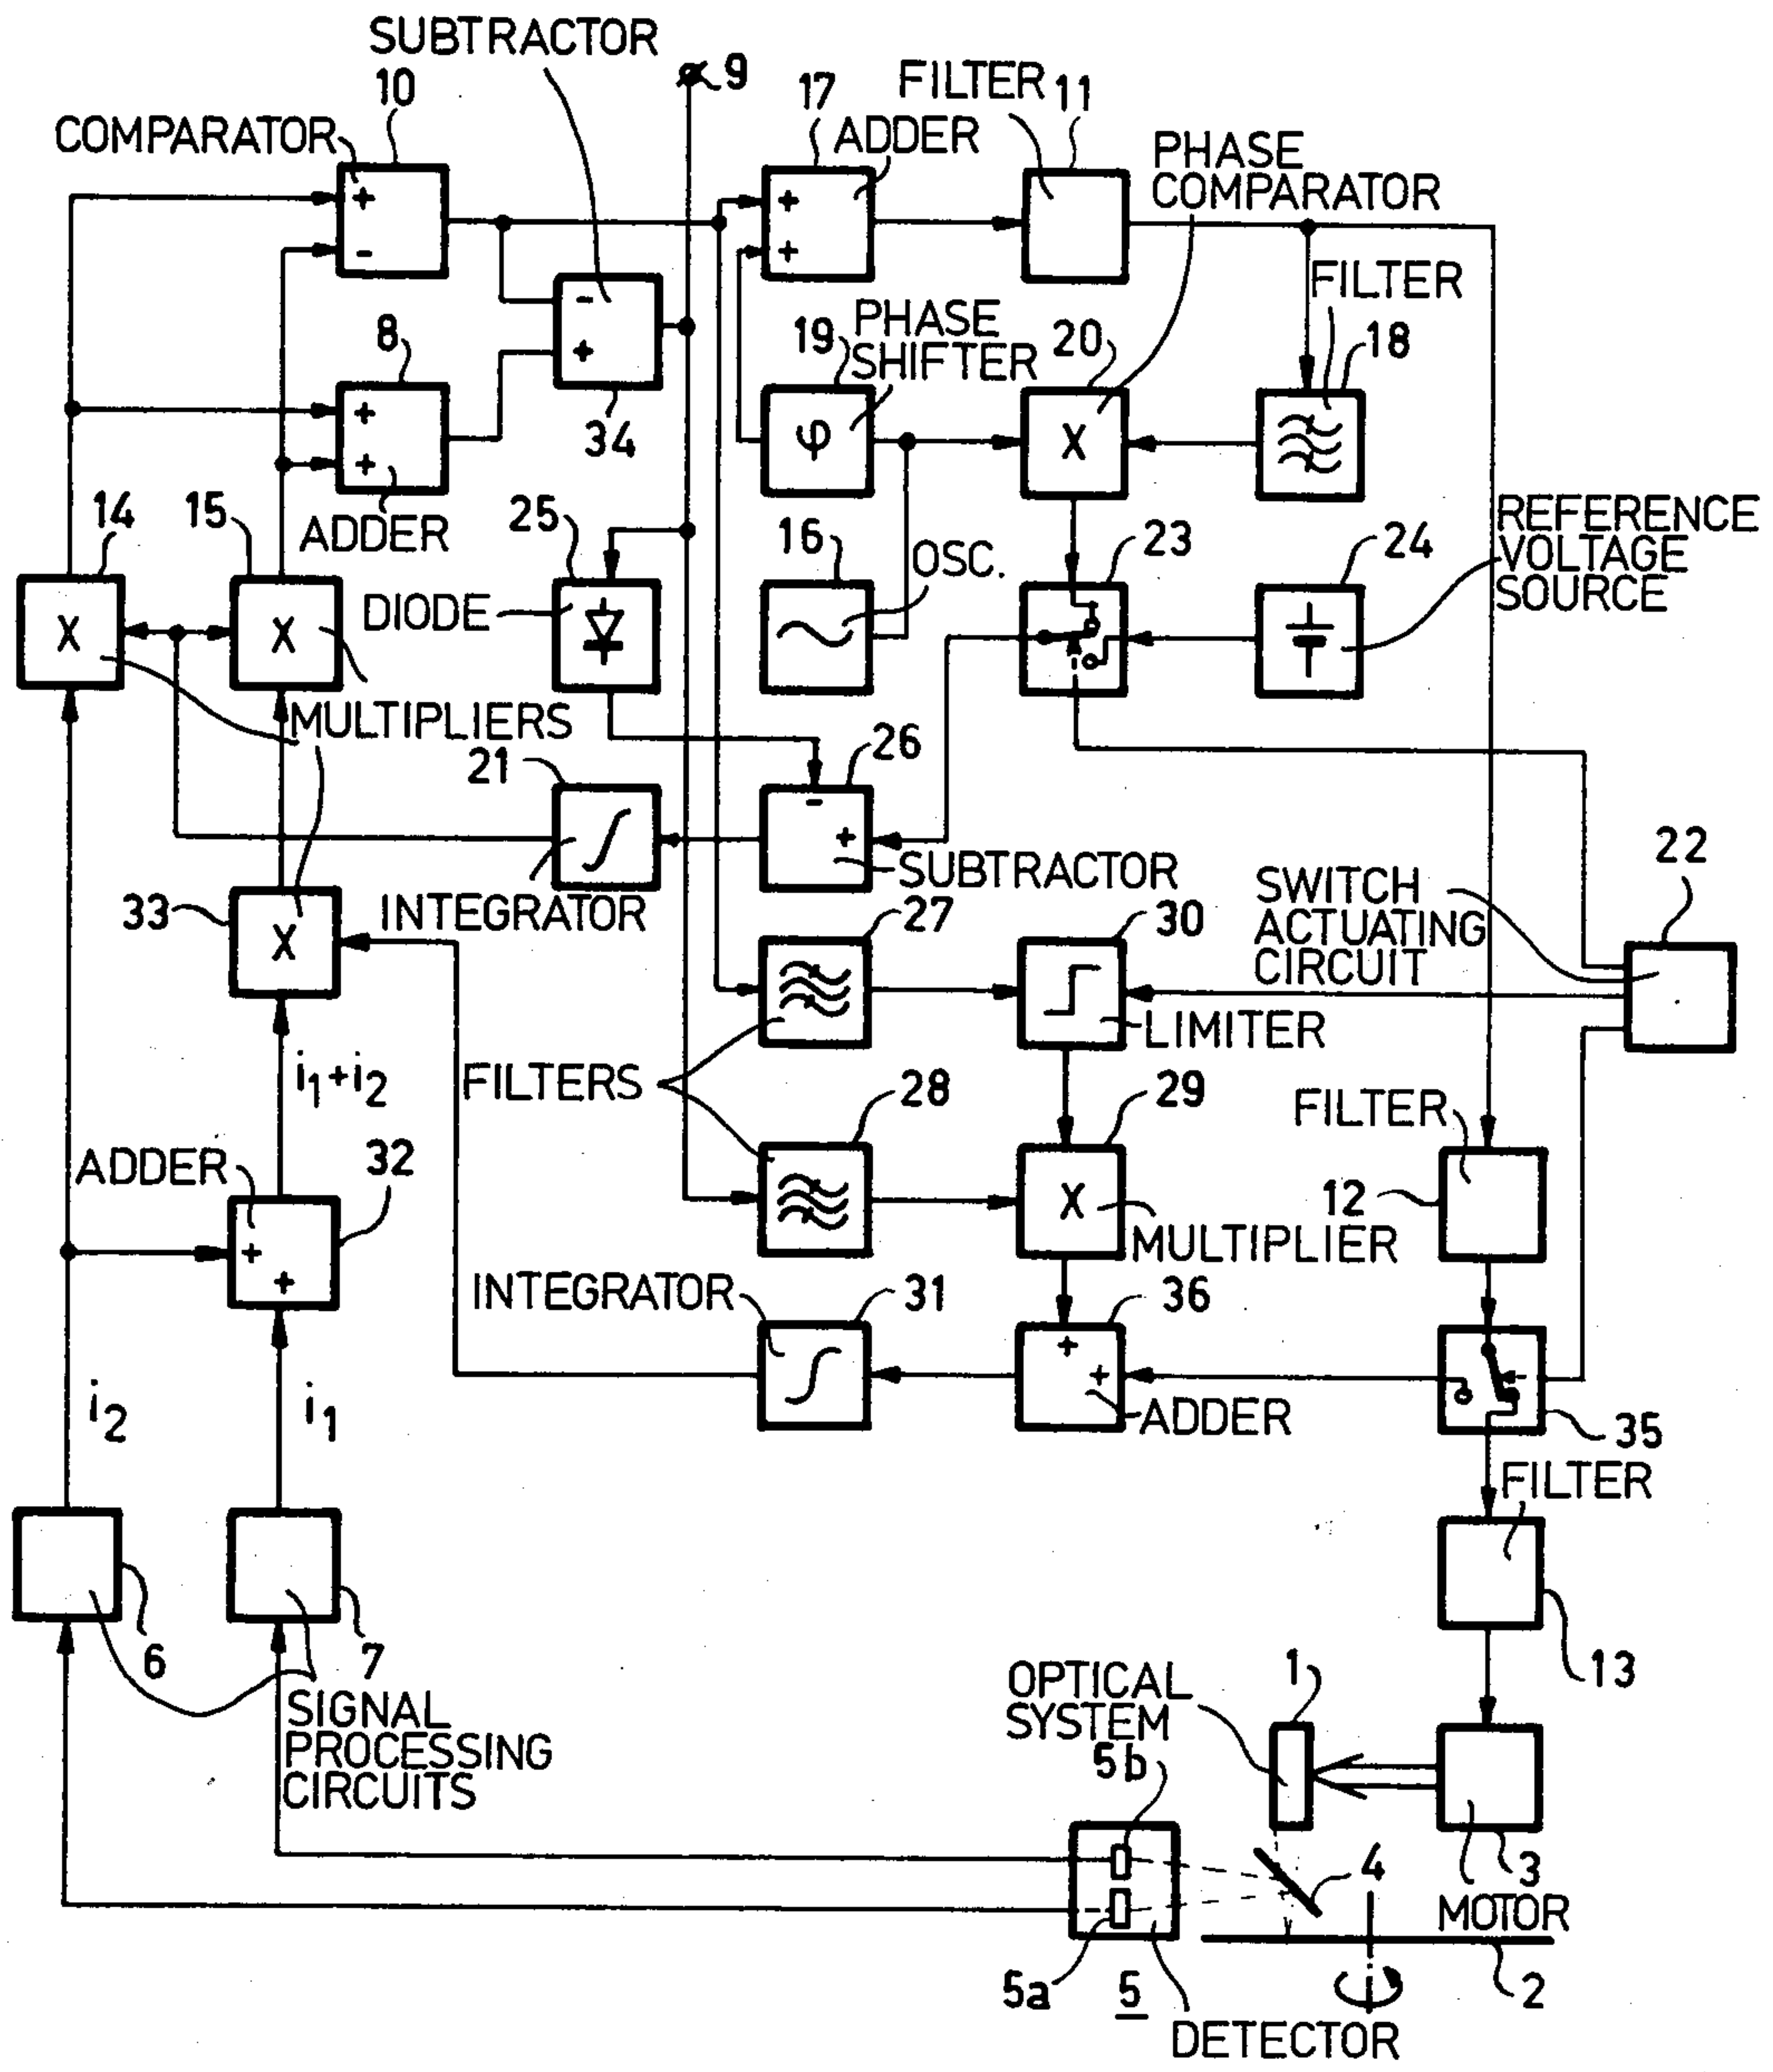 SUBTRACTOR
10
9
17
FILTER
11
COMPARATOR
ADDER
PHASE
COMPARATOR
+
-
+
+
FILTER
8
-
+
19
PHASE
SHIFTER
20
18
+
+
34
φ
X
ADDER
14
15
25
16
OSC.
23
24
REFERENCE
VOLTAGE
SOURCE
X
X
DIODE
MULTIPLIERS
21
26
-
+
SUBTRACTOR
22
33
X
INTEGRATOR
27
30
SWITCH
ACTUATING
CIRCUIT
LIMITER
i1+i2
FILTERS
28
29
FILTER
ADDER
32
12
X
MULTIPLIER
+
+
INTEGRATOR
31
36
+
+
ADDER
i2
i1
35
FILTER
6
7
13
SIGNAL
PROCESSING
CIRCUITS
OPTICAL
SYSTEM
1
5b
4
3
MOTOR
5a
5
2
DETECTOR